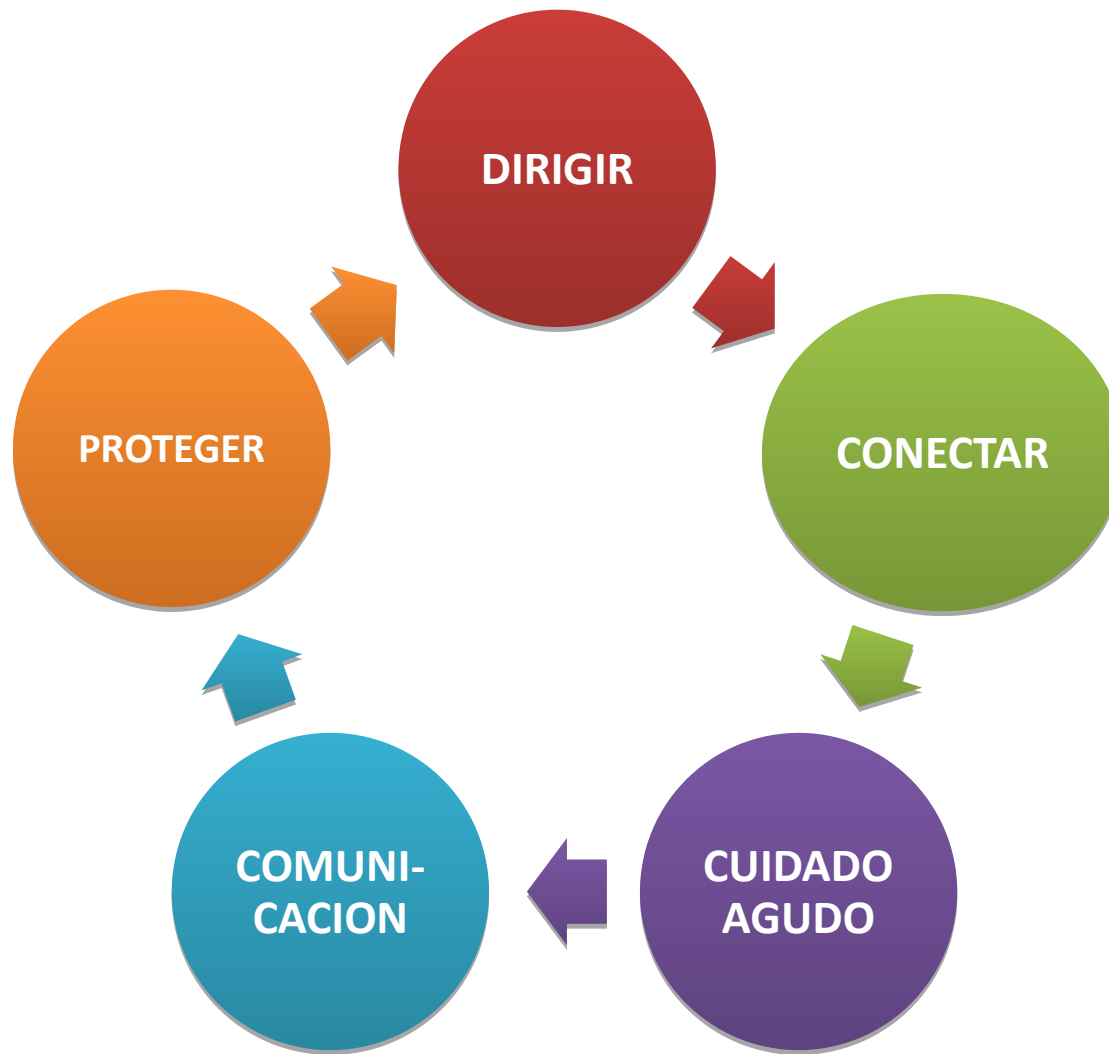 DIRIGIR
CONECTAR
CUIDADO
AGUDO
COMUNI-
CACION
PROTEGER